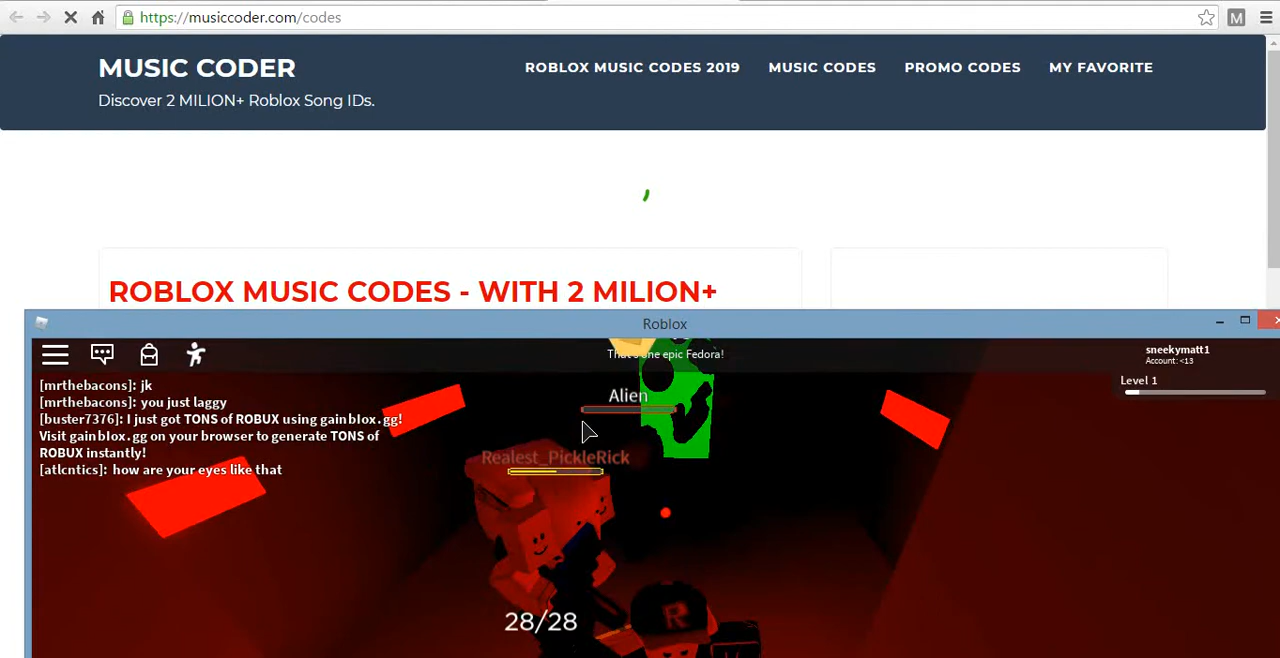 https://musiccoder.com/codes
M
MUSIC CODER
ROBLOX MUSIC CODES 2019
MUSIC CODES
PROMO CODES
MY FAVORITE
Discover 2 MILION+ Roblox Song IDs.
ROBLOX MUSIC CODES - WITH 2 MILION+
Roblox
That's one epic Fedora!
sneekymatt1
Account: <13
Level 1
[mrthebacons]: jk
[mrthebacons]: you just laggy
[buster7376]: I just got TONS of ROBUX using gainblox.gg!
Visit gainblox.gg on your browser to generate TONS of
ROBUX instantly!
[atlcntics]: how are your eyes like that
Alien
Realest_PickleRick
28/28
R